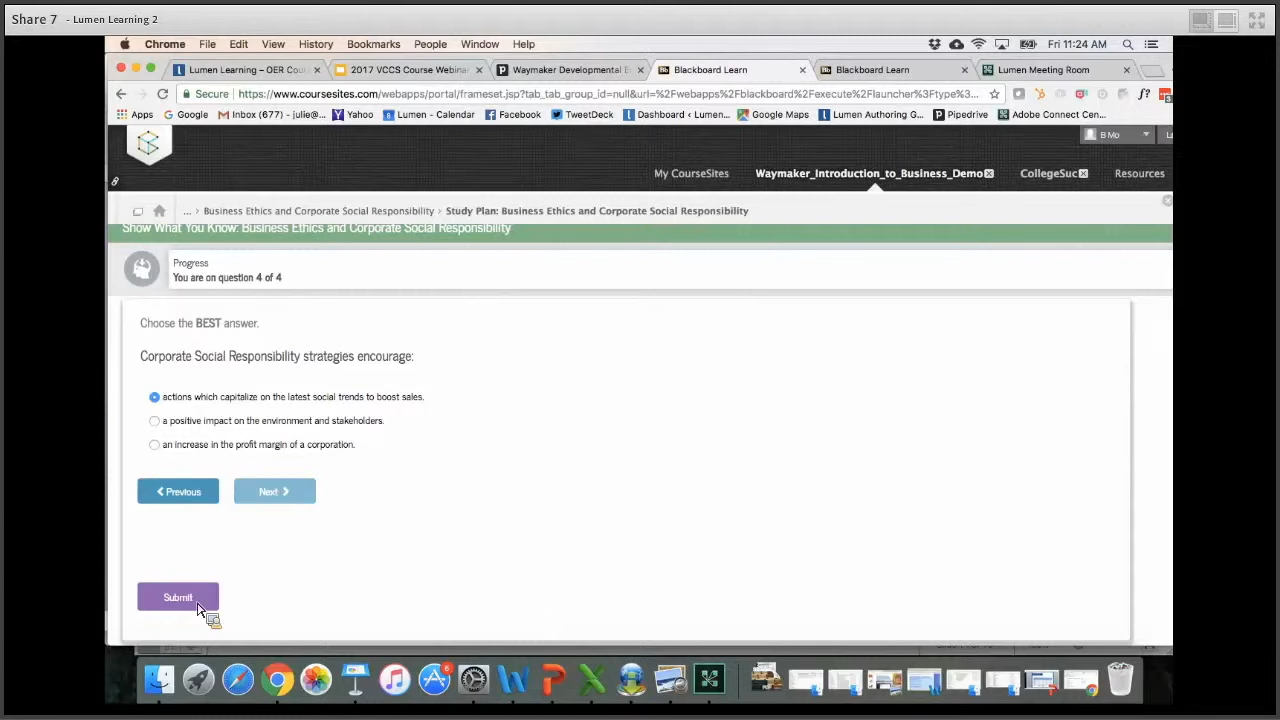 Share 7 - Lumen Learning 2
Chrome File Edit View History Bookmarks People Window Help
Fri 11:24 AM
Lumen Learning – OER Cou
2017 VCCS Course Webinar
Waymaker Developmental E
Blackboard Learn
Blackboard Learn
Lumen Meeting Room
Secure https://www.coursesites.com/webapps/portal/frameset.jsp?tab_tab_group_id=null&url=%2Fwebapps%2Fblackboard%2Fexecute%2Flauncher%3Ftype%3...
Apps Google Inbox (677) - julie@... Yahoo Lumen - Calendar Facebook TweetDeck Dashboard ‹ Lumen... Google Maps Lumen Authoring G... Pipedrive Adobe Connect Cen...
B Mo
My CourseSites Waymaker_Introduction_to_Business_Demo CollegeSuc Resources
... › Business Ethics and Corporate Social Responsibility › Study Plan: Business Ethics and Corporate Social Responsibility
Show What You Know: Business Ethics and Corporate Social Responsibility
Progress
You are on question 4 of 4
Choose the BEST answer.
Corporate Social Responsibility strategies encourage:
actions which capitalize on the latest social trends to boost sales.
a positive impact on the environment and stakeholders.
an increase in the profit margin of a corporation.
Previous Next
Submit
6